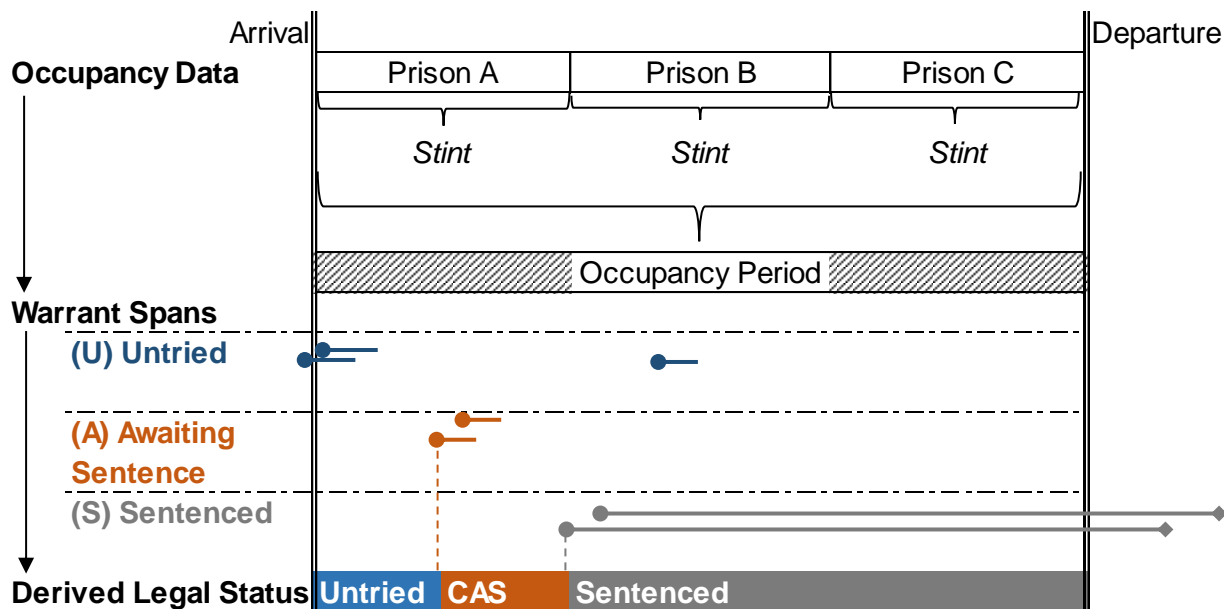 Arrival
Departure
Occupancy Data
Prison A
Prison B
Prison C
Stint
Stint
Stint
Occupancy Period
Warrant Spans
(U) Untried
(A) Awaiting
Sentence
(S) Sentenced
Derived Legal Status
Untried
CAS
Sentenced